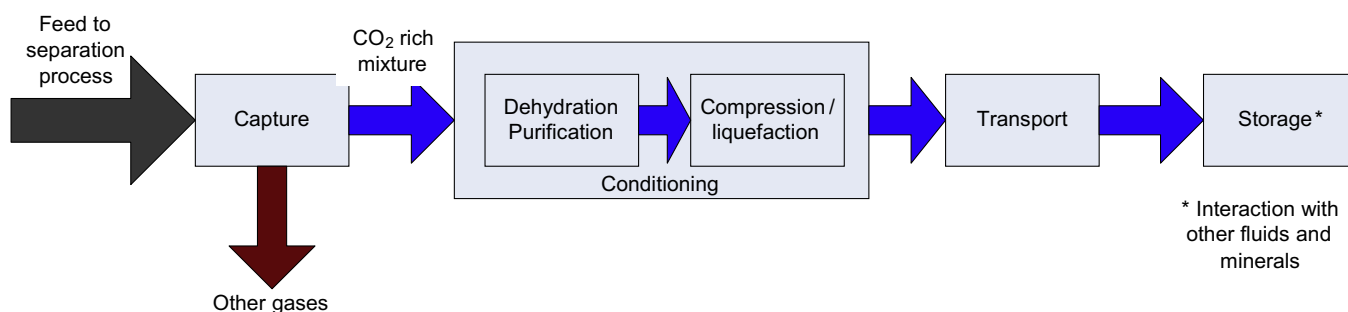 Feed to
separation
process
Capture
Other gases
CO₂ rich
mixture
Dehydration
Purification
Compression /
liquefaction
Conditioning
Transport
Storage *
* Interaction with
other fluids and
minerals